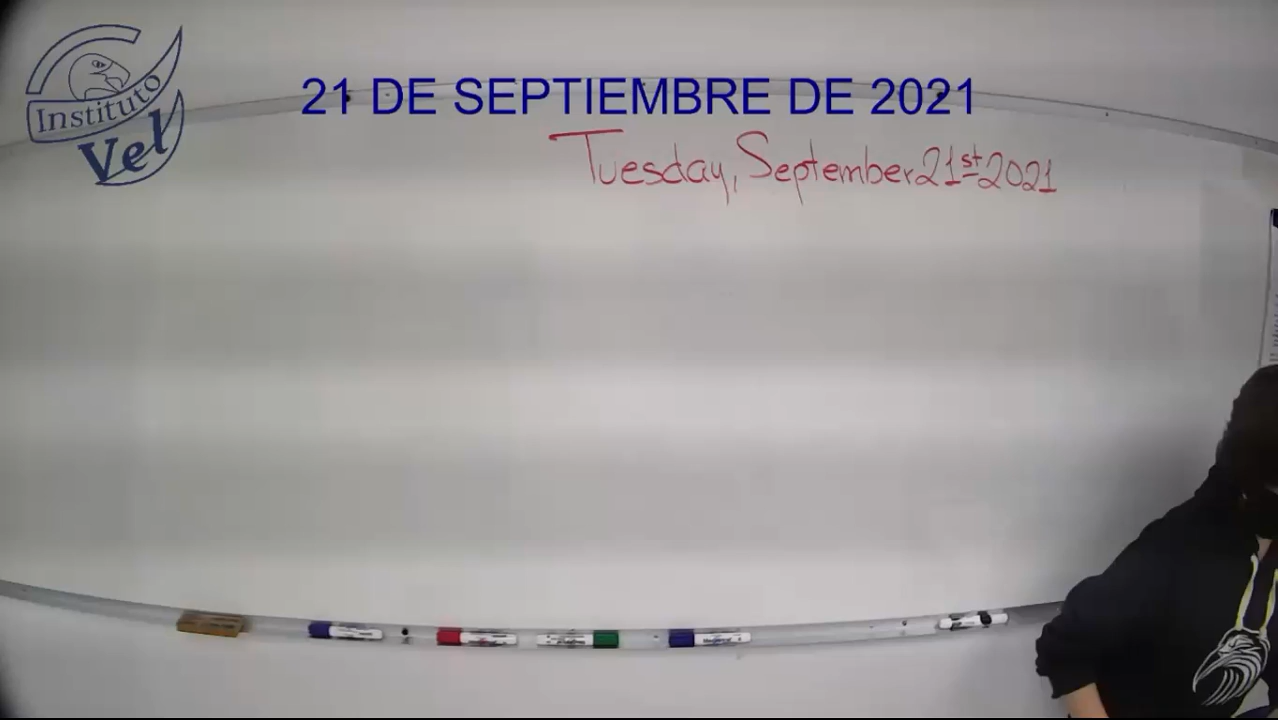 Instituto
Vel
21 DE SEPTIEMBRE DE 2021
Tuesday, September 21st 2021